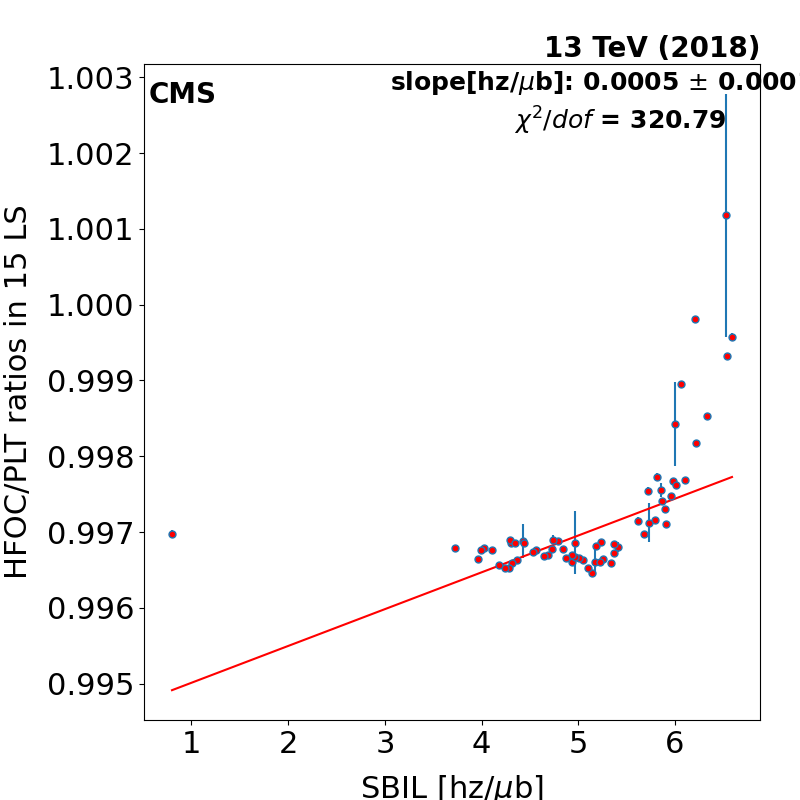 13 TeV (2018)
CMS
slope[hz/μb]: 0.0005 ± 0.000
χ²/dof = 320.79
HFOC/PLT ratios in 15 LS
1.003
1.002
1.001
1.000
0.999
0.998
0.997
0.996
0.995
1 2 3 4 5 6
SBIL [hz/μb]